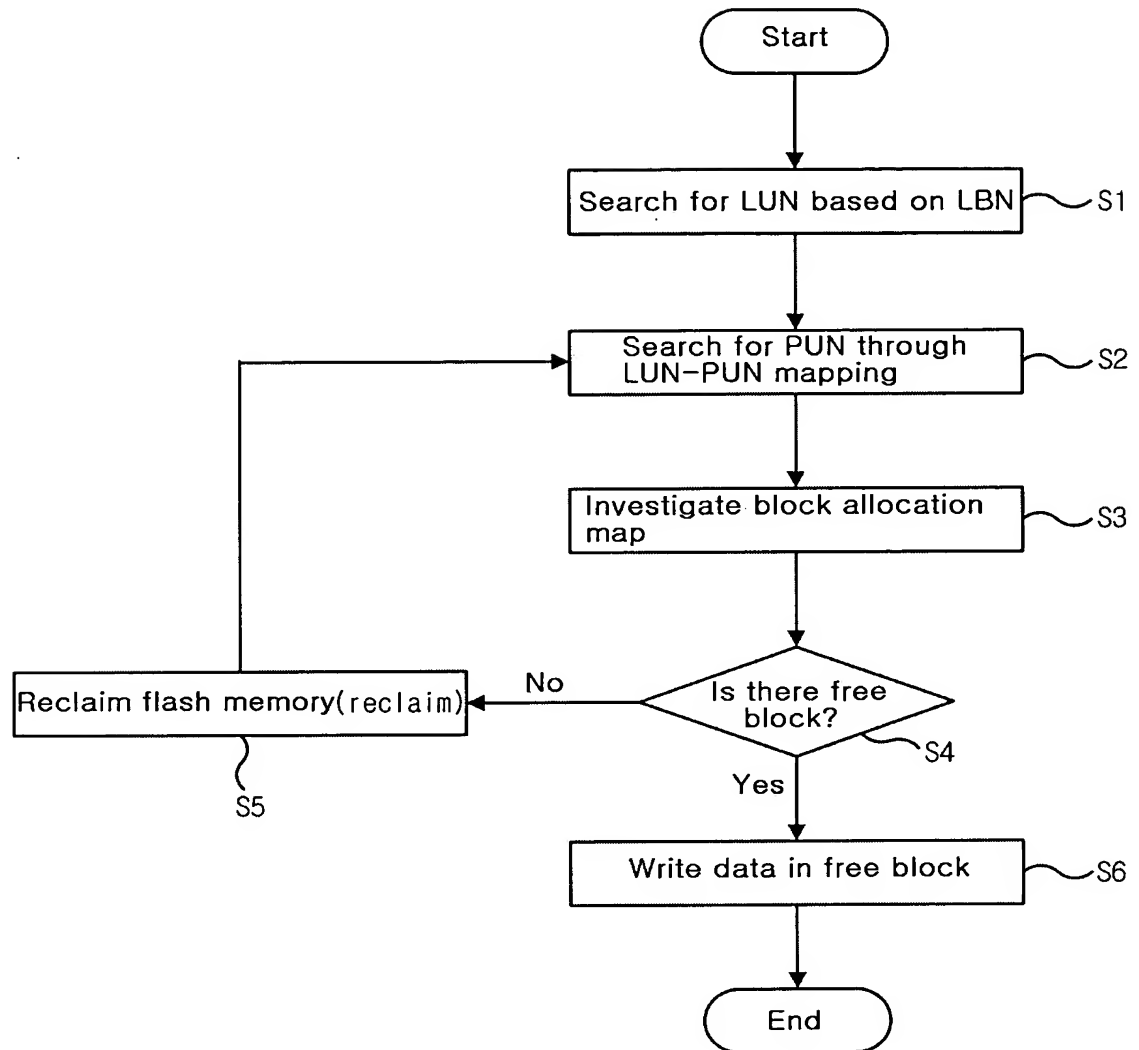 Start
Search for LUN based on LBN
S1
Search for PUN through
LUN-PUN mapping
S2
Investigate block allocation
map
S3
Is there free
block?
S4
No
Reclaim flash memory(reclaim)
S5
Yes
Write data in free block
S6
End